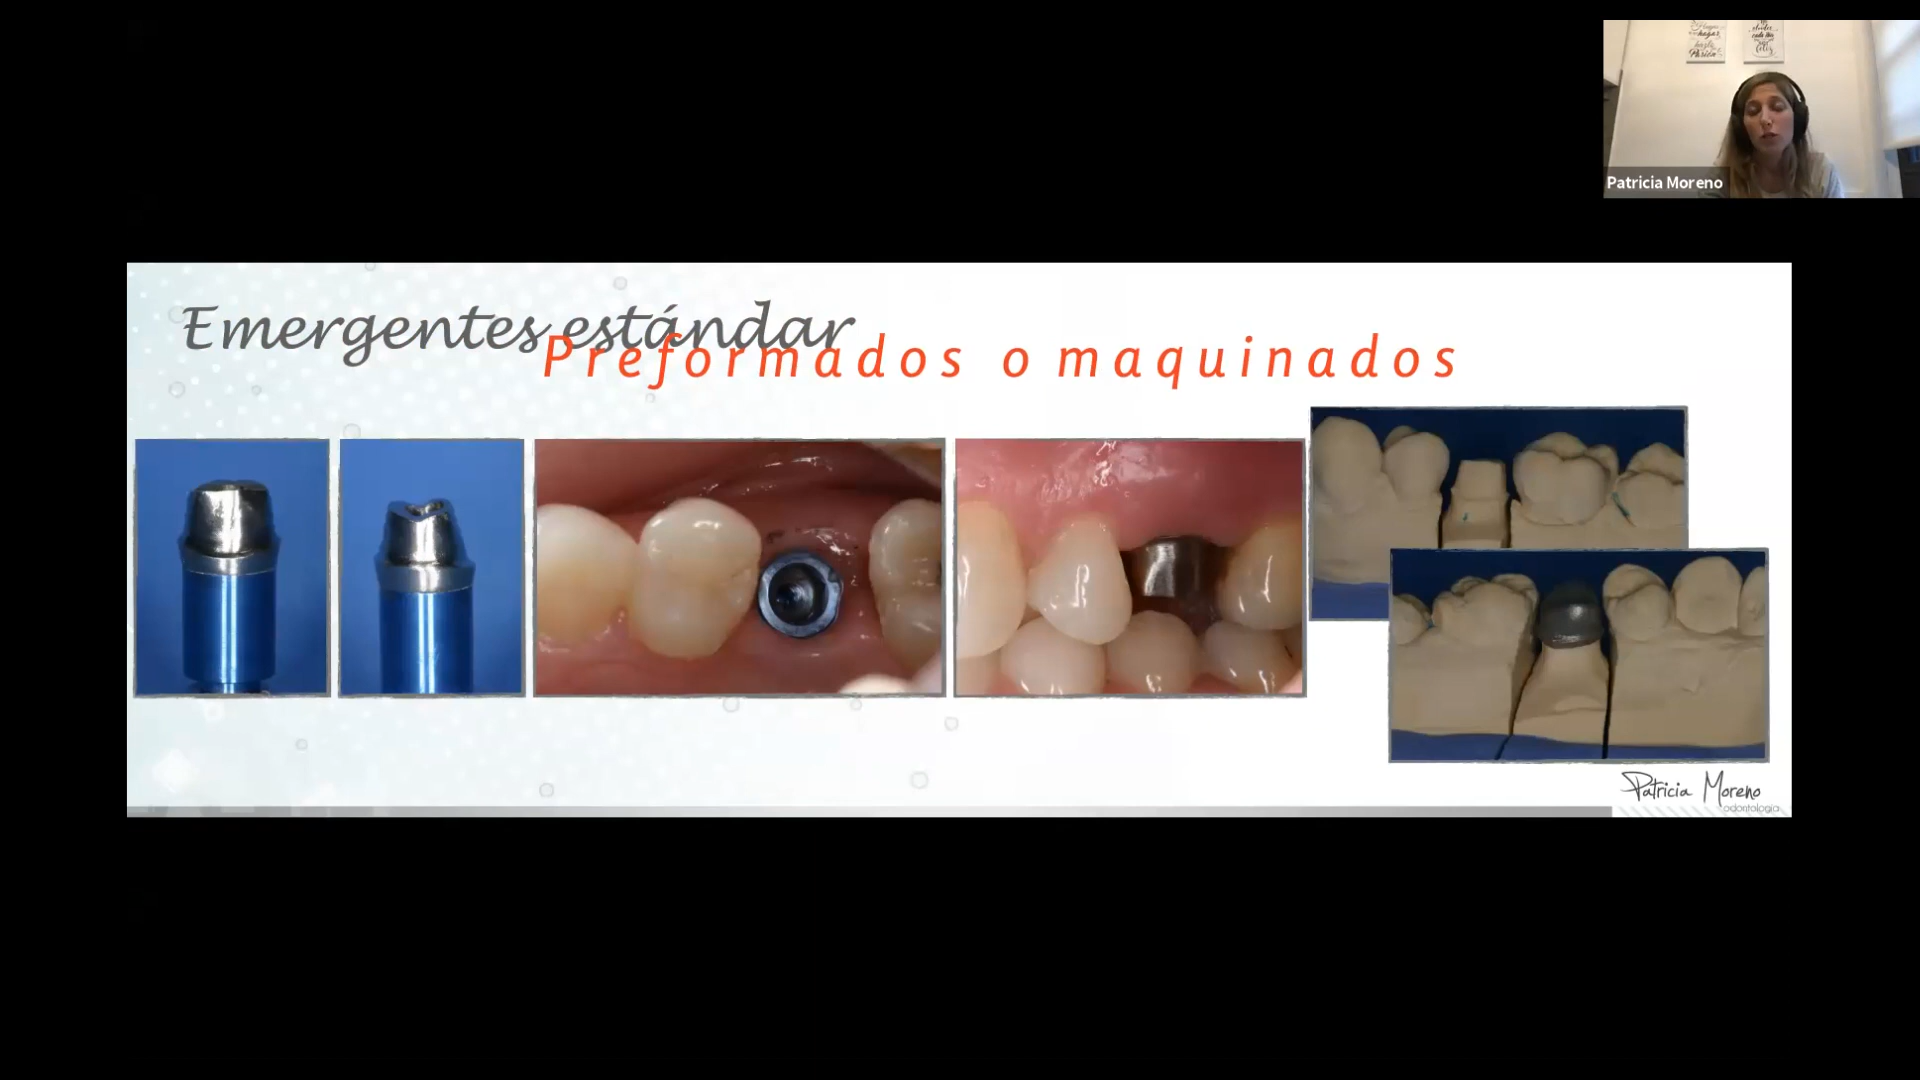 Patricia Moreno
Emergentes estándar
Preformados o maquinados
Patricia Moreno
odontología